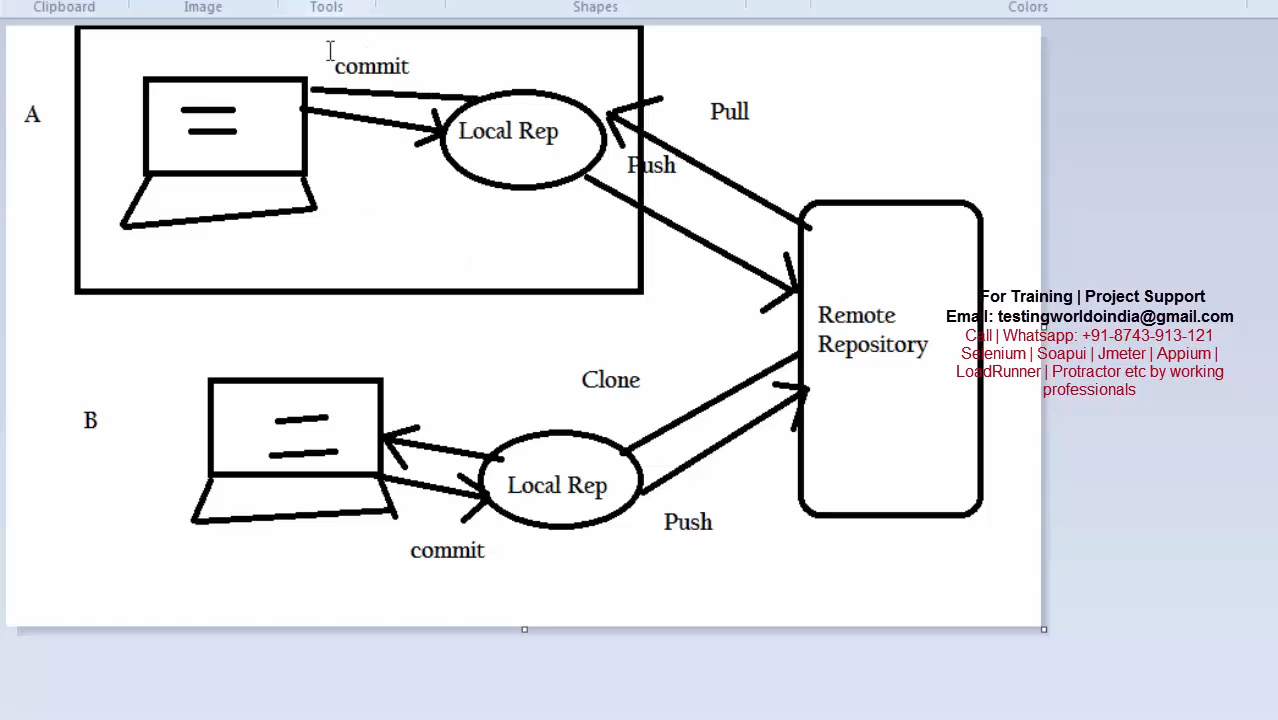 Clipboard
Image
Tools
Shapes
Colors
commit
A
Local Rep
Pull
Push
Remote
Repository
For Training | Project Support
Email: testingworldoindia@gmail.com
Call | Whatsapp: +91-8743-913-121
Selenium | Soapui | Jmeter | Appium |
LoadRunner | Protractor etc by working
professionals
Clone
B
Local Rep
Push
commit